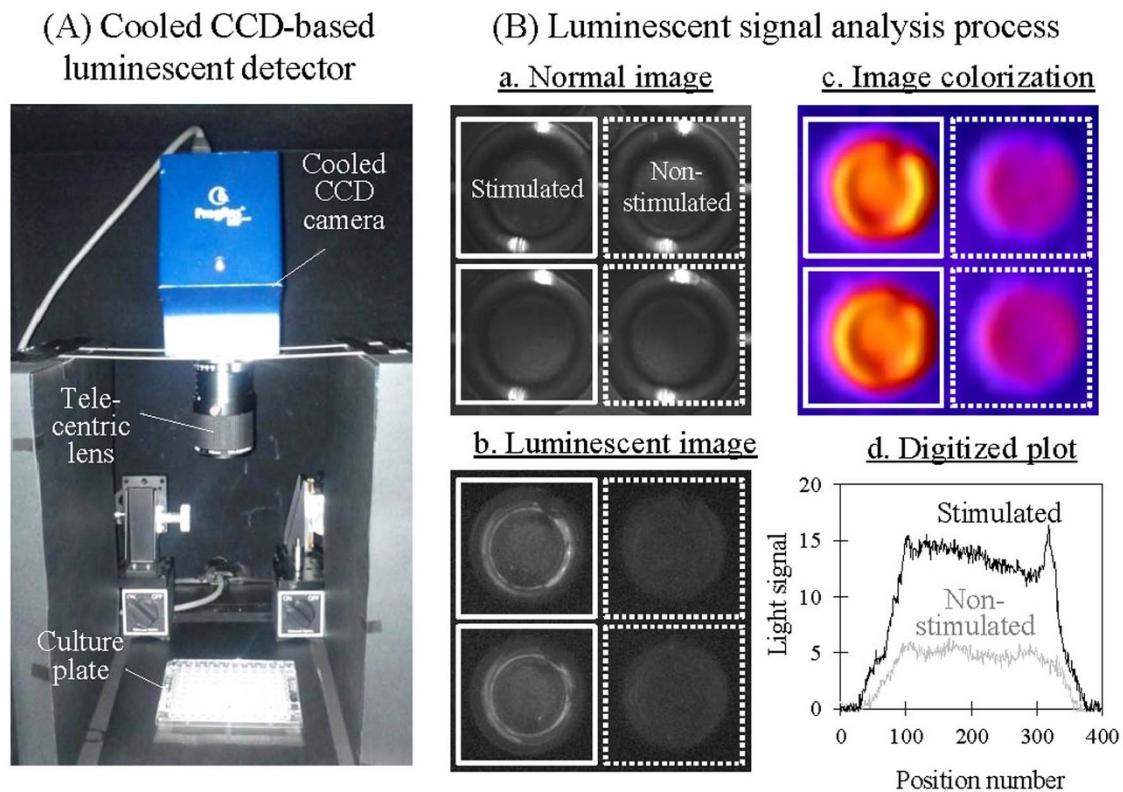 (A) Cooled CCD-based
luminescent detector
Cooled
CCD
camera
Tele-
centric
lens
ON
OFF
ON
OFF
Culture
plate
(B) Luminescent signal analysis process
a. Normal image
Stimulated
Non-
stimulated
c. Image colorization
b. Luminescent image
d. Digitized plot
20
15
10
5
0
Light signal
Stimulated
Non-
stimulated
0
100
200
300
400
Position number